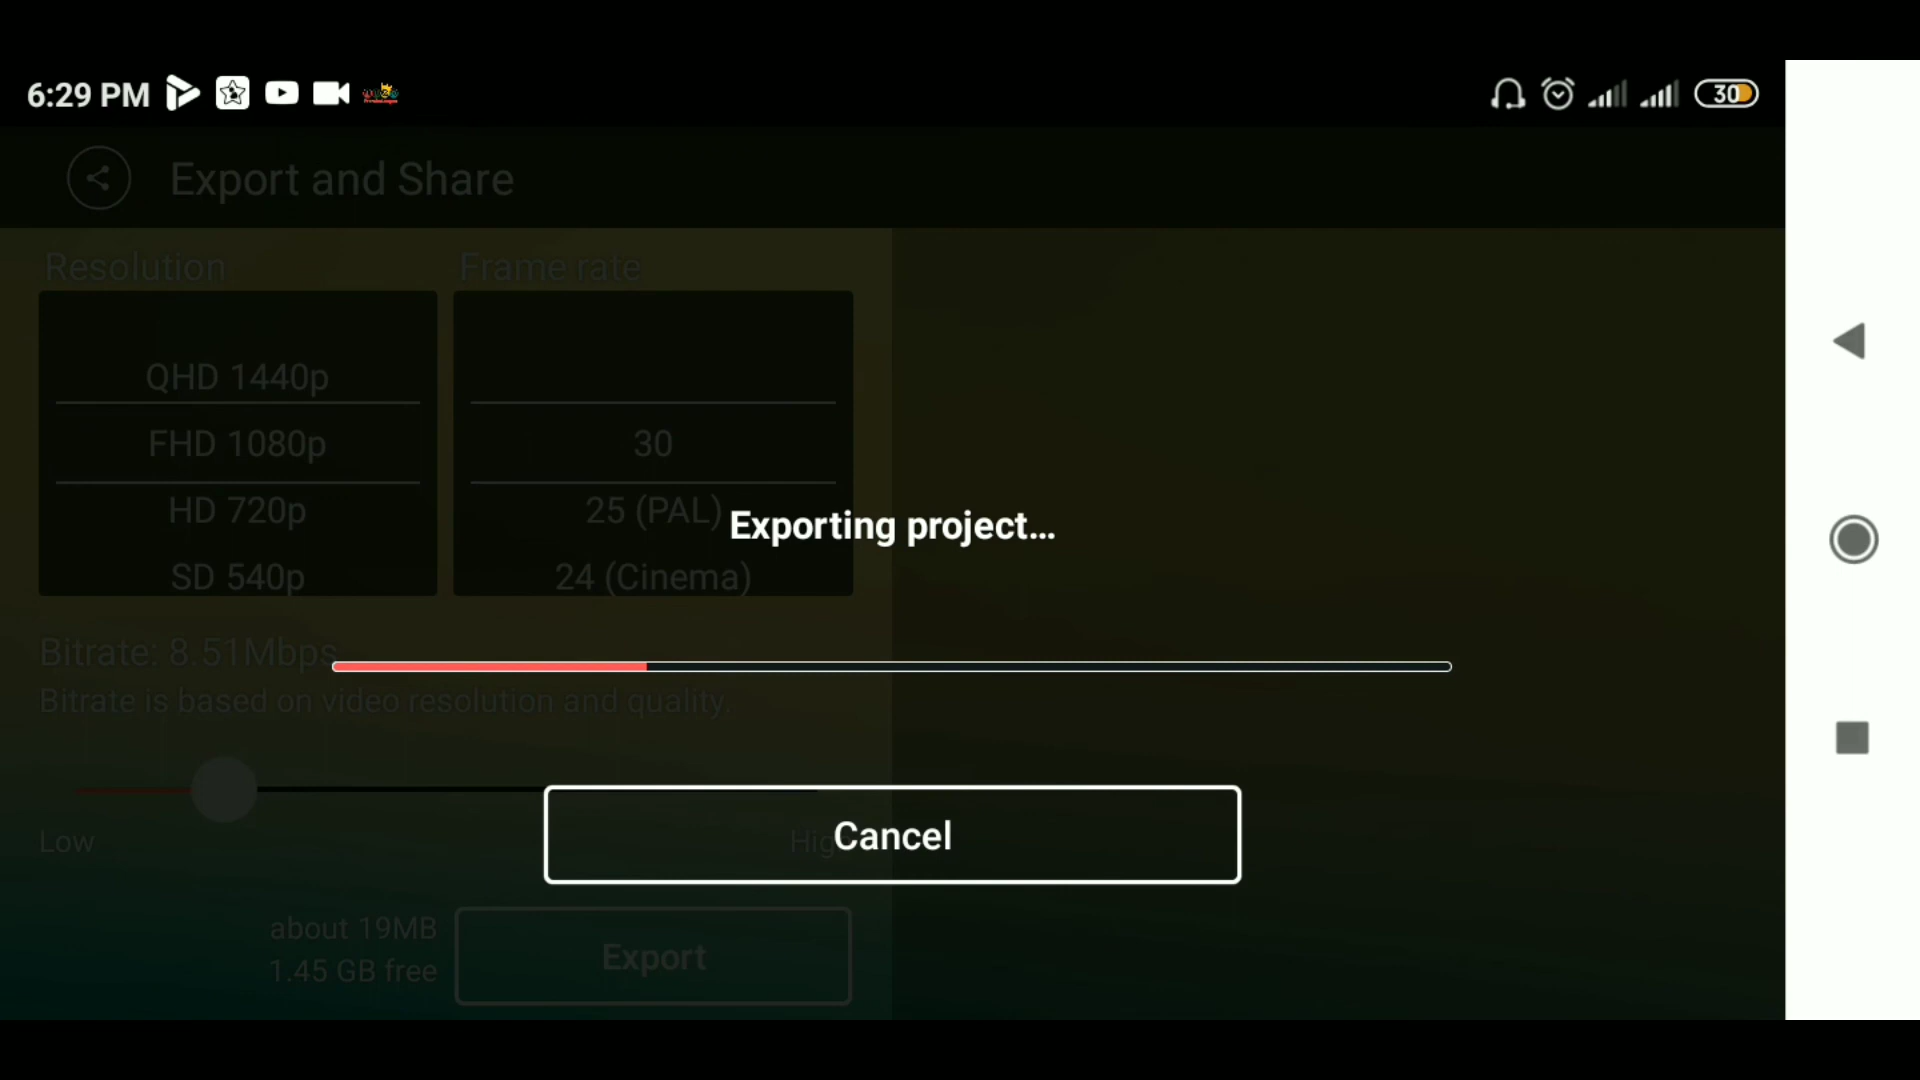 6:29 PM
30
Export and Share
Resolution
Frame rate
QHD 1440p
FHD 1080p
HD 720p
SD 540p
30
25 (PAL)
24 (Cinema)
Exporting project...
Bitrate: 8.51Mbps
Bitrate is based on video resolution and quality.
Low
Cancel
about 19MB
1.45 GB free
Export